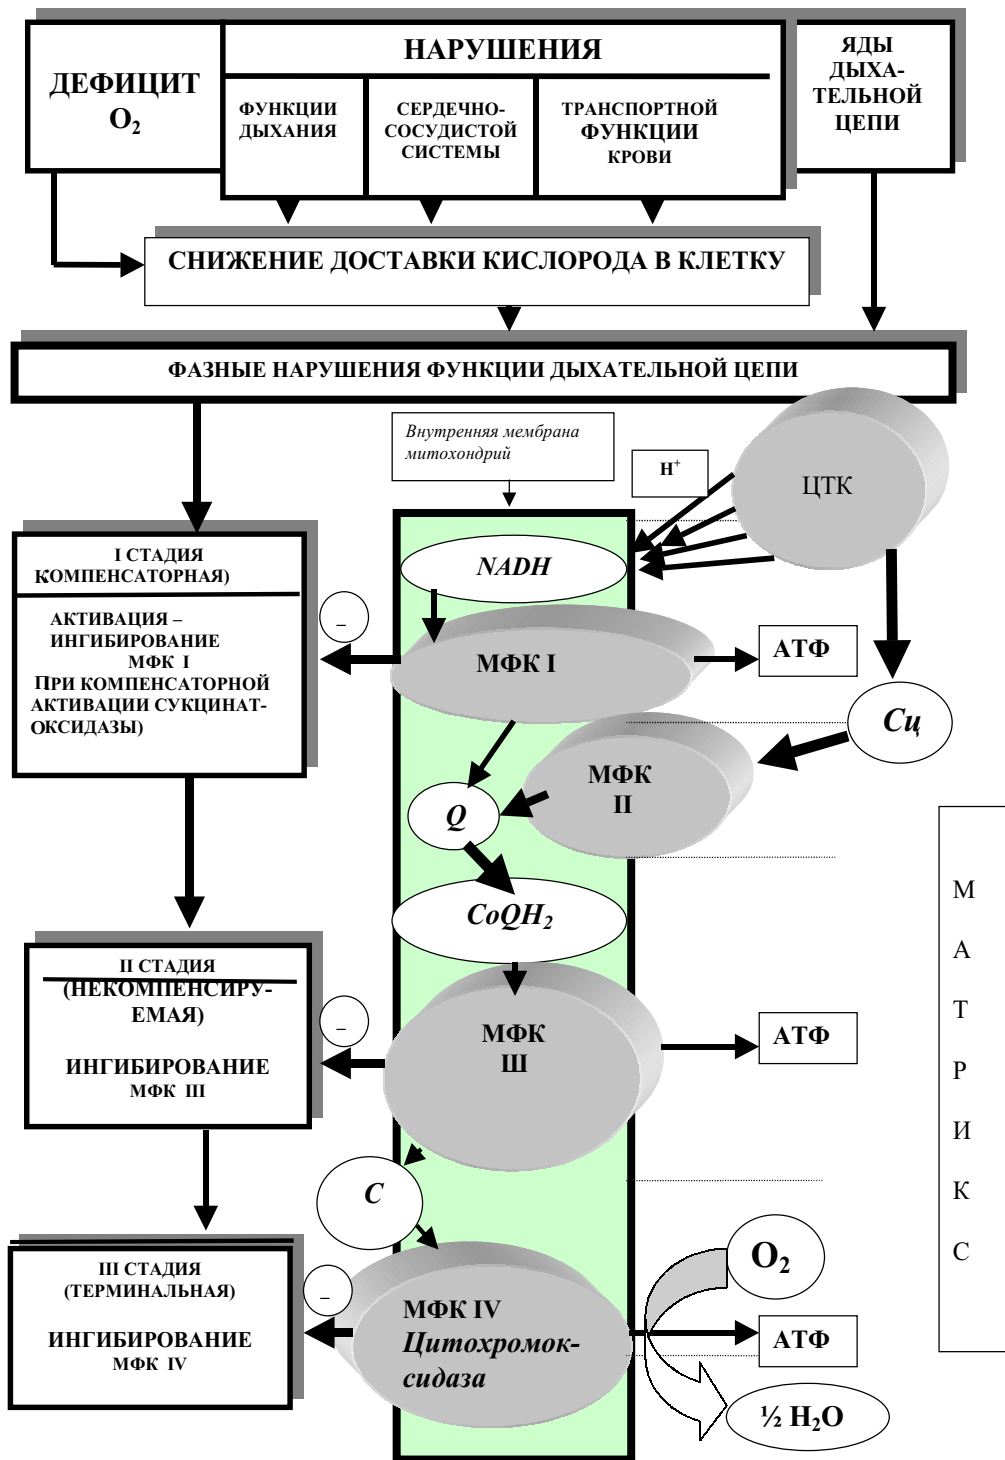 ДЕФИЦИТ
O₂
НАРУШЕНИЯ
ФУНКЦИИ
ДЫХАНИЯ
СЕРДЕЧНО-
СОСУДИСТОЙ
СИСТЕМЫ
ТРАНСПОРТНОЙ
ФУНКЦИИ
КРОВИ
ЯДЫ
ДЫХА-
ТЕЛЬНОЙ
ЦЕПИ
СНИЖЕНИЕ ДОСТАВКИ КИСЛОРОДА В КЛЕТКУ
ФАЗНЫЕ НАРУШЕНИЯ ФУНКЦИИ ДЫХАТЕЛЬНОЙ ЦЕПИ
Внутренняя мембрана
митохондрий
H⁺
ЦТК
I СТАДИЯ
КОМПЕНСАТОРНАЯ)
АКТИВАЦИЯ –
ИНГИБИРОВАНИЕ
МФК I
ПРИ КОМПЕНСАТОРНОЙ
АКТИВАЦИИ СУКЦИНАТ-
ОКСИДАЗЫ)
–
NADH
МФК I
АТФ
Сц
МФК
II
Q
CoQH₂
II СТАДИЯ
(НЕКОМПЕНСИРУ-
ЕМАЯ)
ИНГИБИРОВАНИЕ
МФК III
–
МФК
III
АТФ
C
III СТАДИЯ
(ТЕРМИНАЛЬНАЯ)
ИНГИБИРОВАНИЕ
МФК IV
–
МФК IV
Цитохромок-
сидаза
O₂
АТФ
½ H₂O
М
А
Т
Р
И
К
С